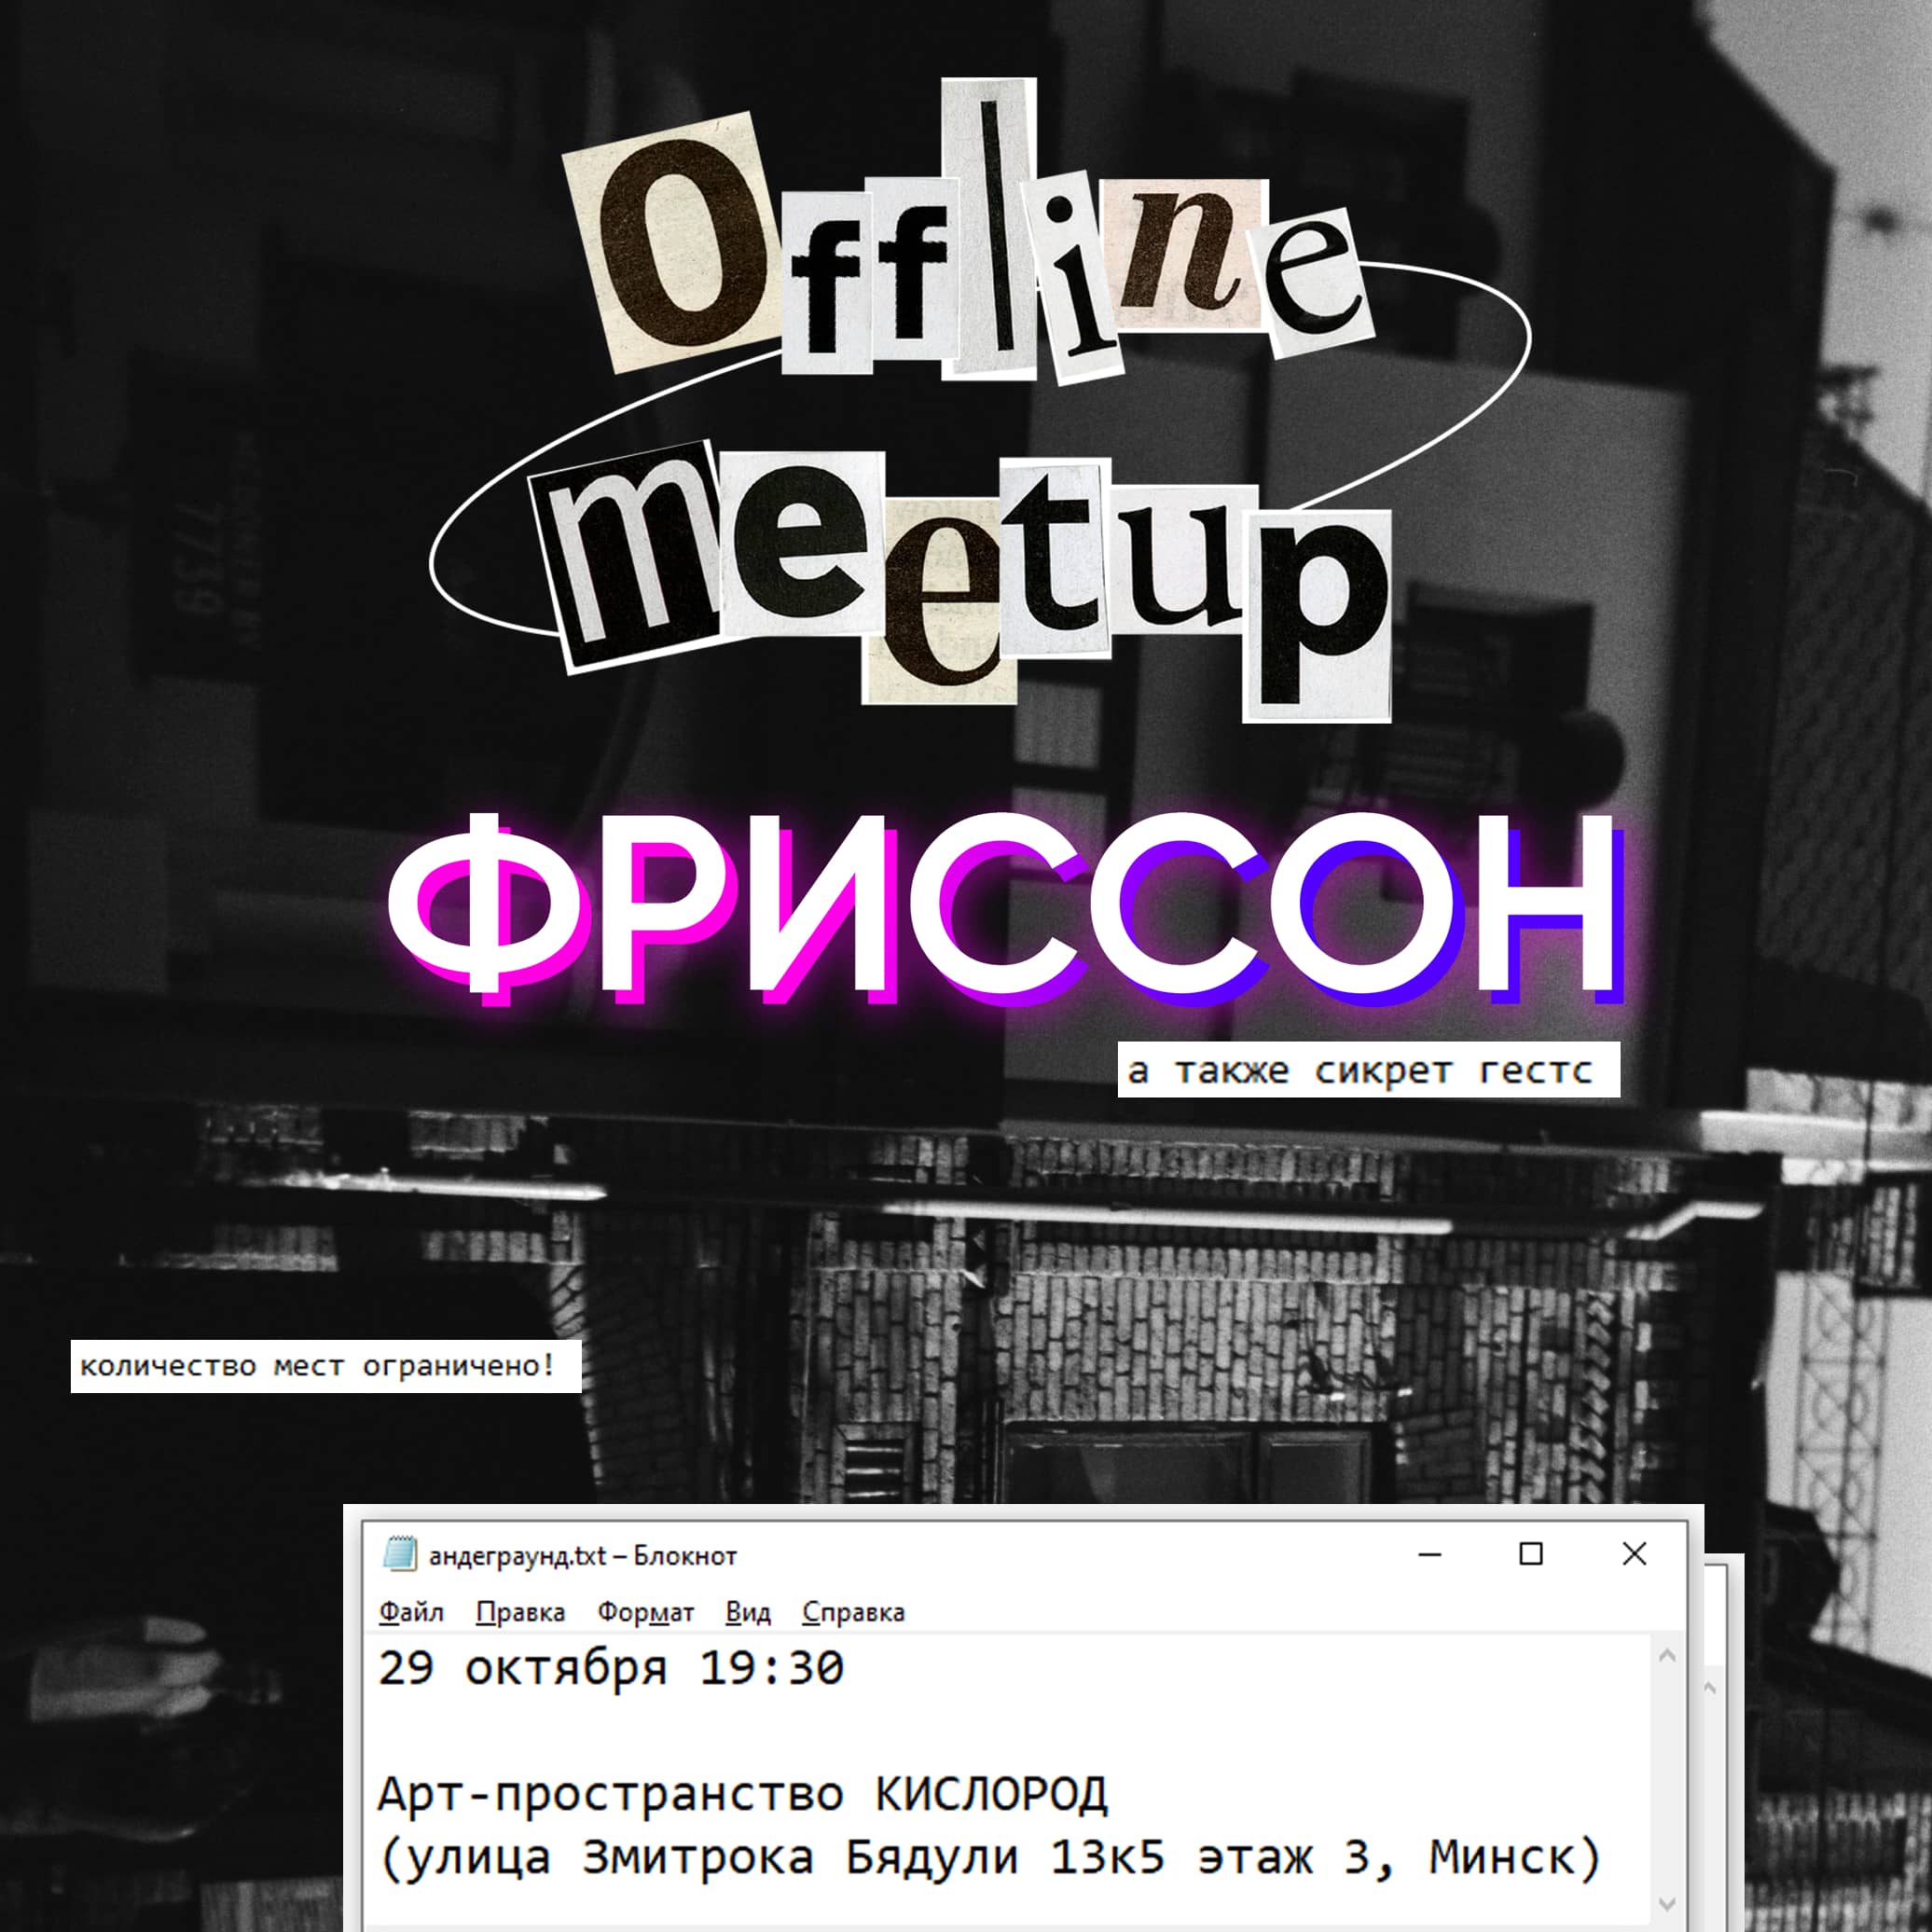 Offline
meetup
ФРИССОН
а также сикрет гестс
количество мест ограничено!
андеграунд.txt – Блокнот
Файл Правка Формат Вид Справка
29 октября 19:30
Арт-пространство КИСЛОРОД
(улица Змитрока Бядули 13к5 этаж 3, Минск)